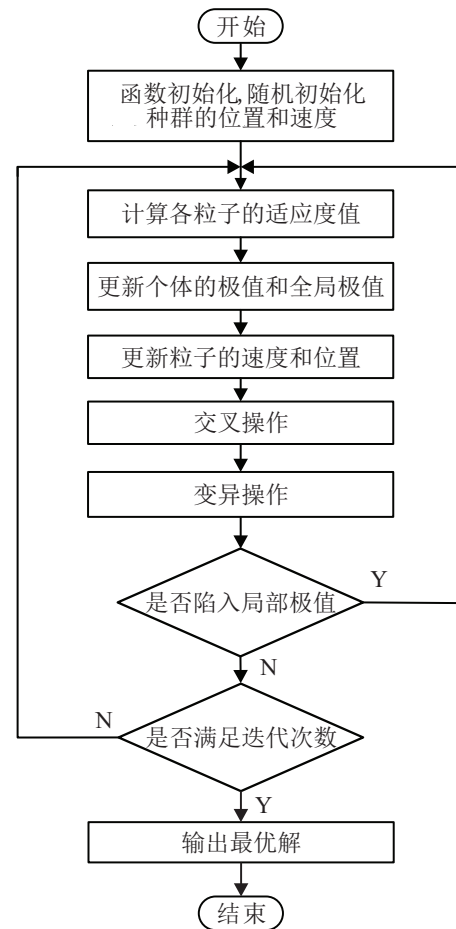 开始
函数初始化,随机初始化
种群的位置和速度
计算各粒子的适应度值
更新个体的极值和全局极值
更新粒子的速度和位置
交叉操作
变异操作
是否陷入局部极值
Y
N
是否满足迭代次数
N
Y
输出最优解
结束